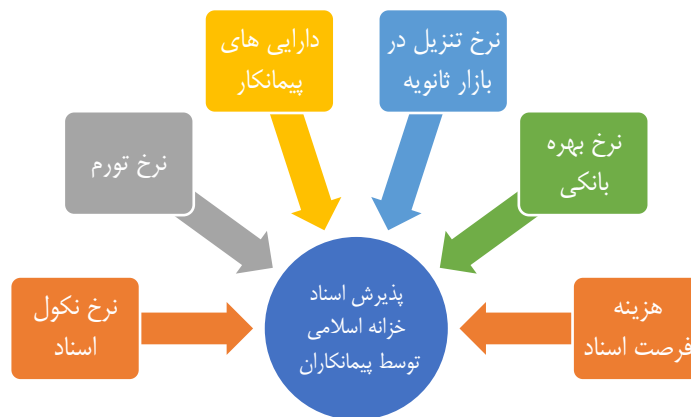 نرخ تنزیل در
بازار ثانویه
دارایی های
پیمانکار
نرخ بهره
بانکی
نرخ تورم
هزینه
فرصت اسناد
نرخ نکول
اسناد
پذیرش اسناد
خزانه اسلامی
توسط پیمانکاران